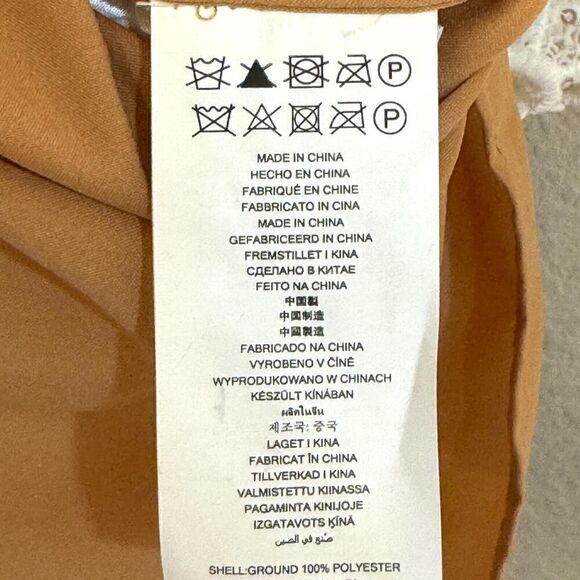 P
P
MADE IN CHINA
HECHO EN CHINA
FABRIQUÉ EN CHINE
FABBRICATO IN CINA
MADE IN CHINA
GEFABRICEERD IN CHINA
FREMSTILLET I KINA
СДЕЛАНО В КИТАЕ
FEITO NA CHINA
中国製
中国制造
中國製造
FABRICADO NA CHINA
VYROBENO V ČÍNĚ
WYPRODUKOWANO W CHINACH
KÉSZÜLT KÍNÁBAN
ผลิตในจีน
제조국: 중국
LAGET I KINA
FABRICAT ÎN CHINA
TILLVERKAD I KINA
VALMISTETTU KIINASSA
PAGAMINTA KINIJOJE
IZGATAVOTS ĶĪNĀ
صنع في الصين
SHELL:GROUND 100% POLYESTER